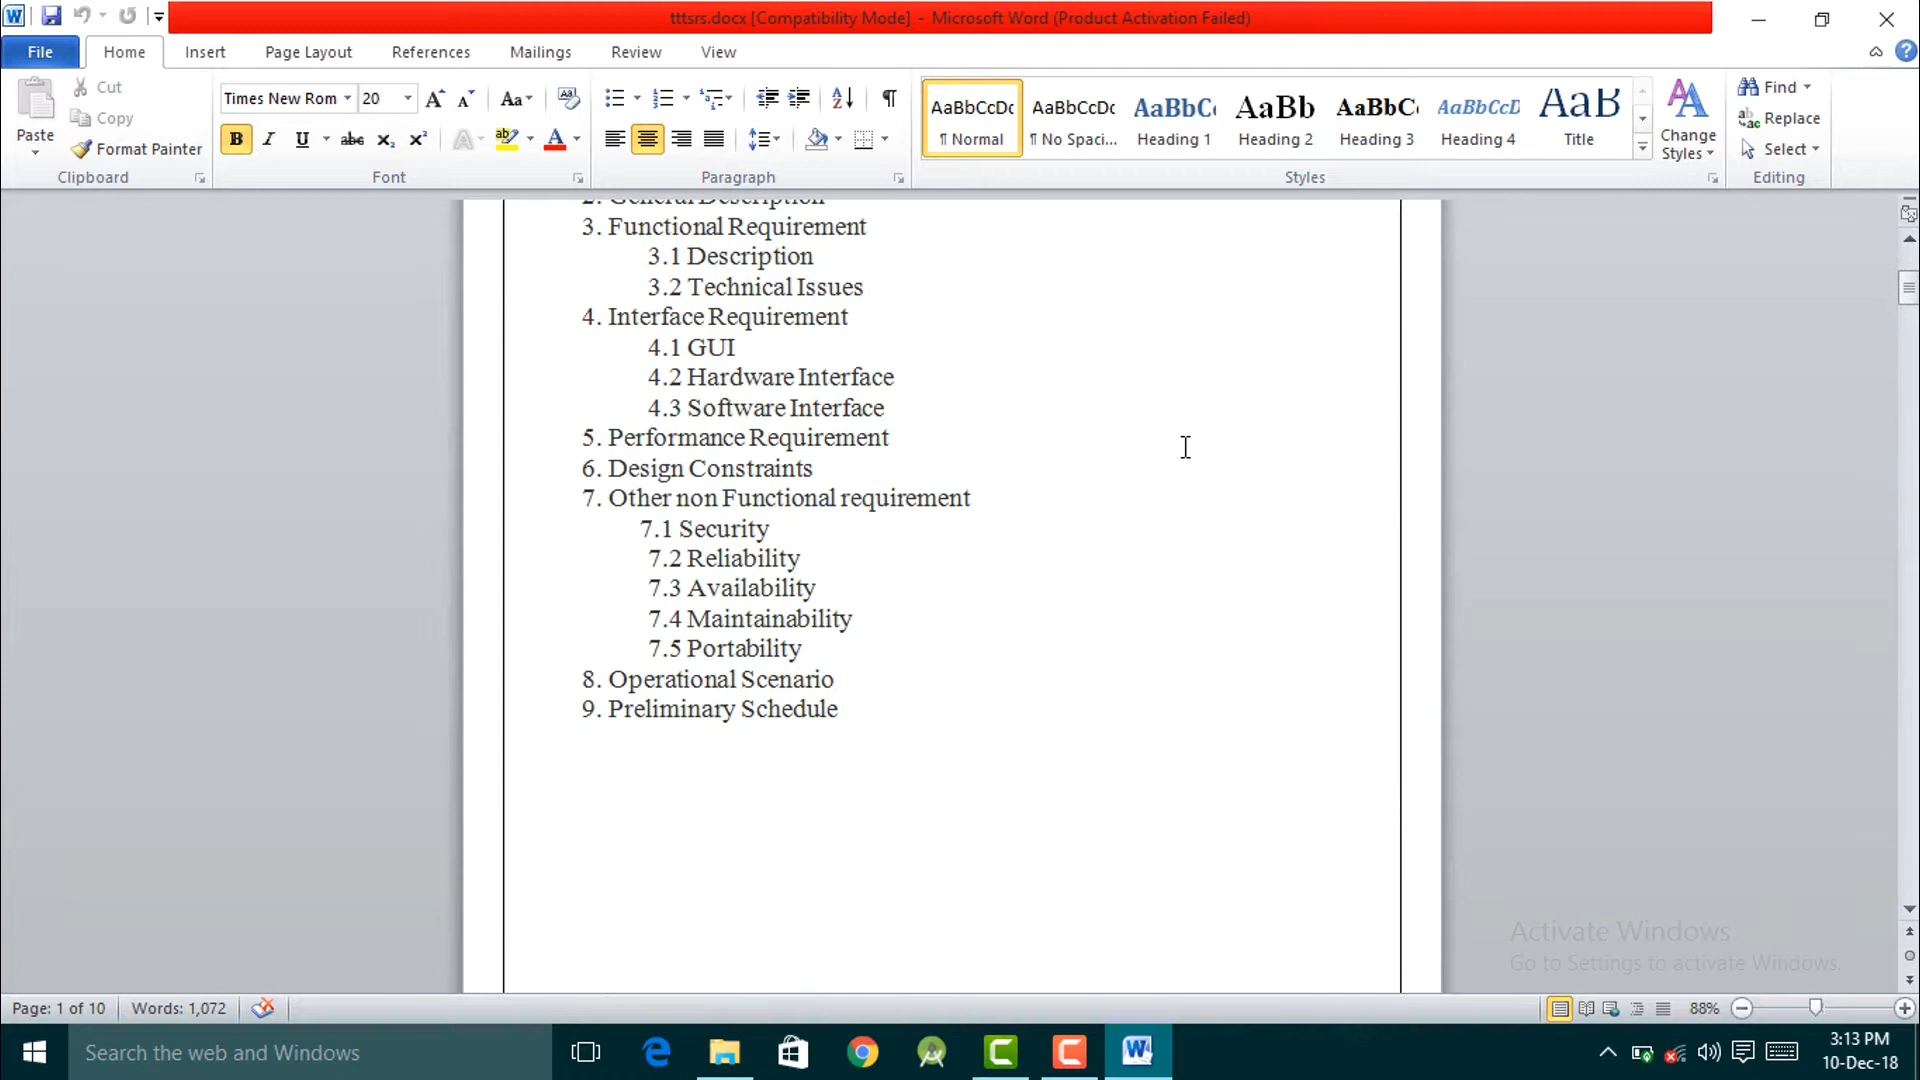 tttsrs.docx [Compatibility Mode] - Microsoft Word (Product Activation Failed)
File Home Insert Page Layout References Mailings Review View
Paste
Cut
Copy
Format Painter
Clipboard
Times New Rom 20
Aa
B I U abc X₂ X²
A
Font
Paragraph
AaBbCcDc AaBbCcDc AaBbC AaBb AaBbC AaBbCcD AaB
¶ Normal ¶ No Spaci... Heading 1 Heading 2 Heading 3 Heading 4 Title
Change Styles
Styles
Find
Replace
Select
Editing
2. General Description
3. Functional Requirement
3.1 Description
3.2 Technical Issues
4. Interface Requirement
4.1 GUI
4.2 Hardware Interface
4.3 Software Interface
5. Performance Requirement
6. Design Constraints
7. Other non Functional requirement
7.1 Security
7.2 Reliability
7.3 Availability
7.4 Maintainability
7.5 Portability
8. Operational Scenario
9. Preliminary Schedule
Activate Windows
Go to Settings to activate Windows.
Page: 1 of 10 Words: 1,072 88%
Search the web and Windows
3:13 PM
10-Dec-18